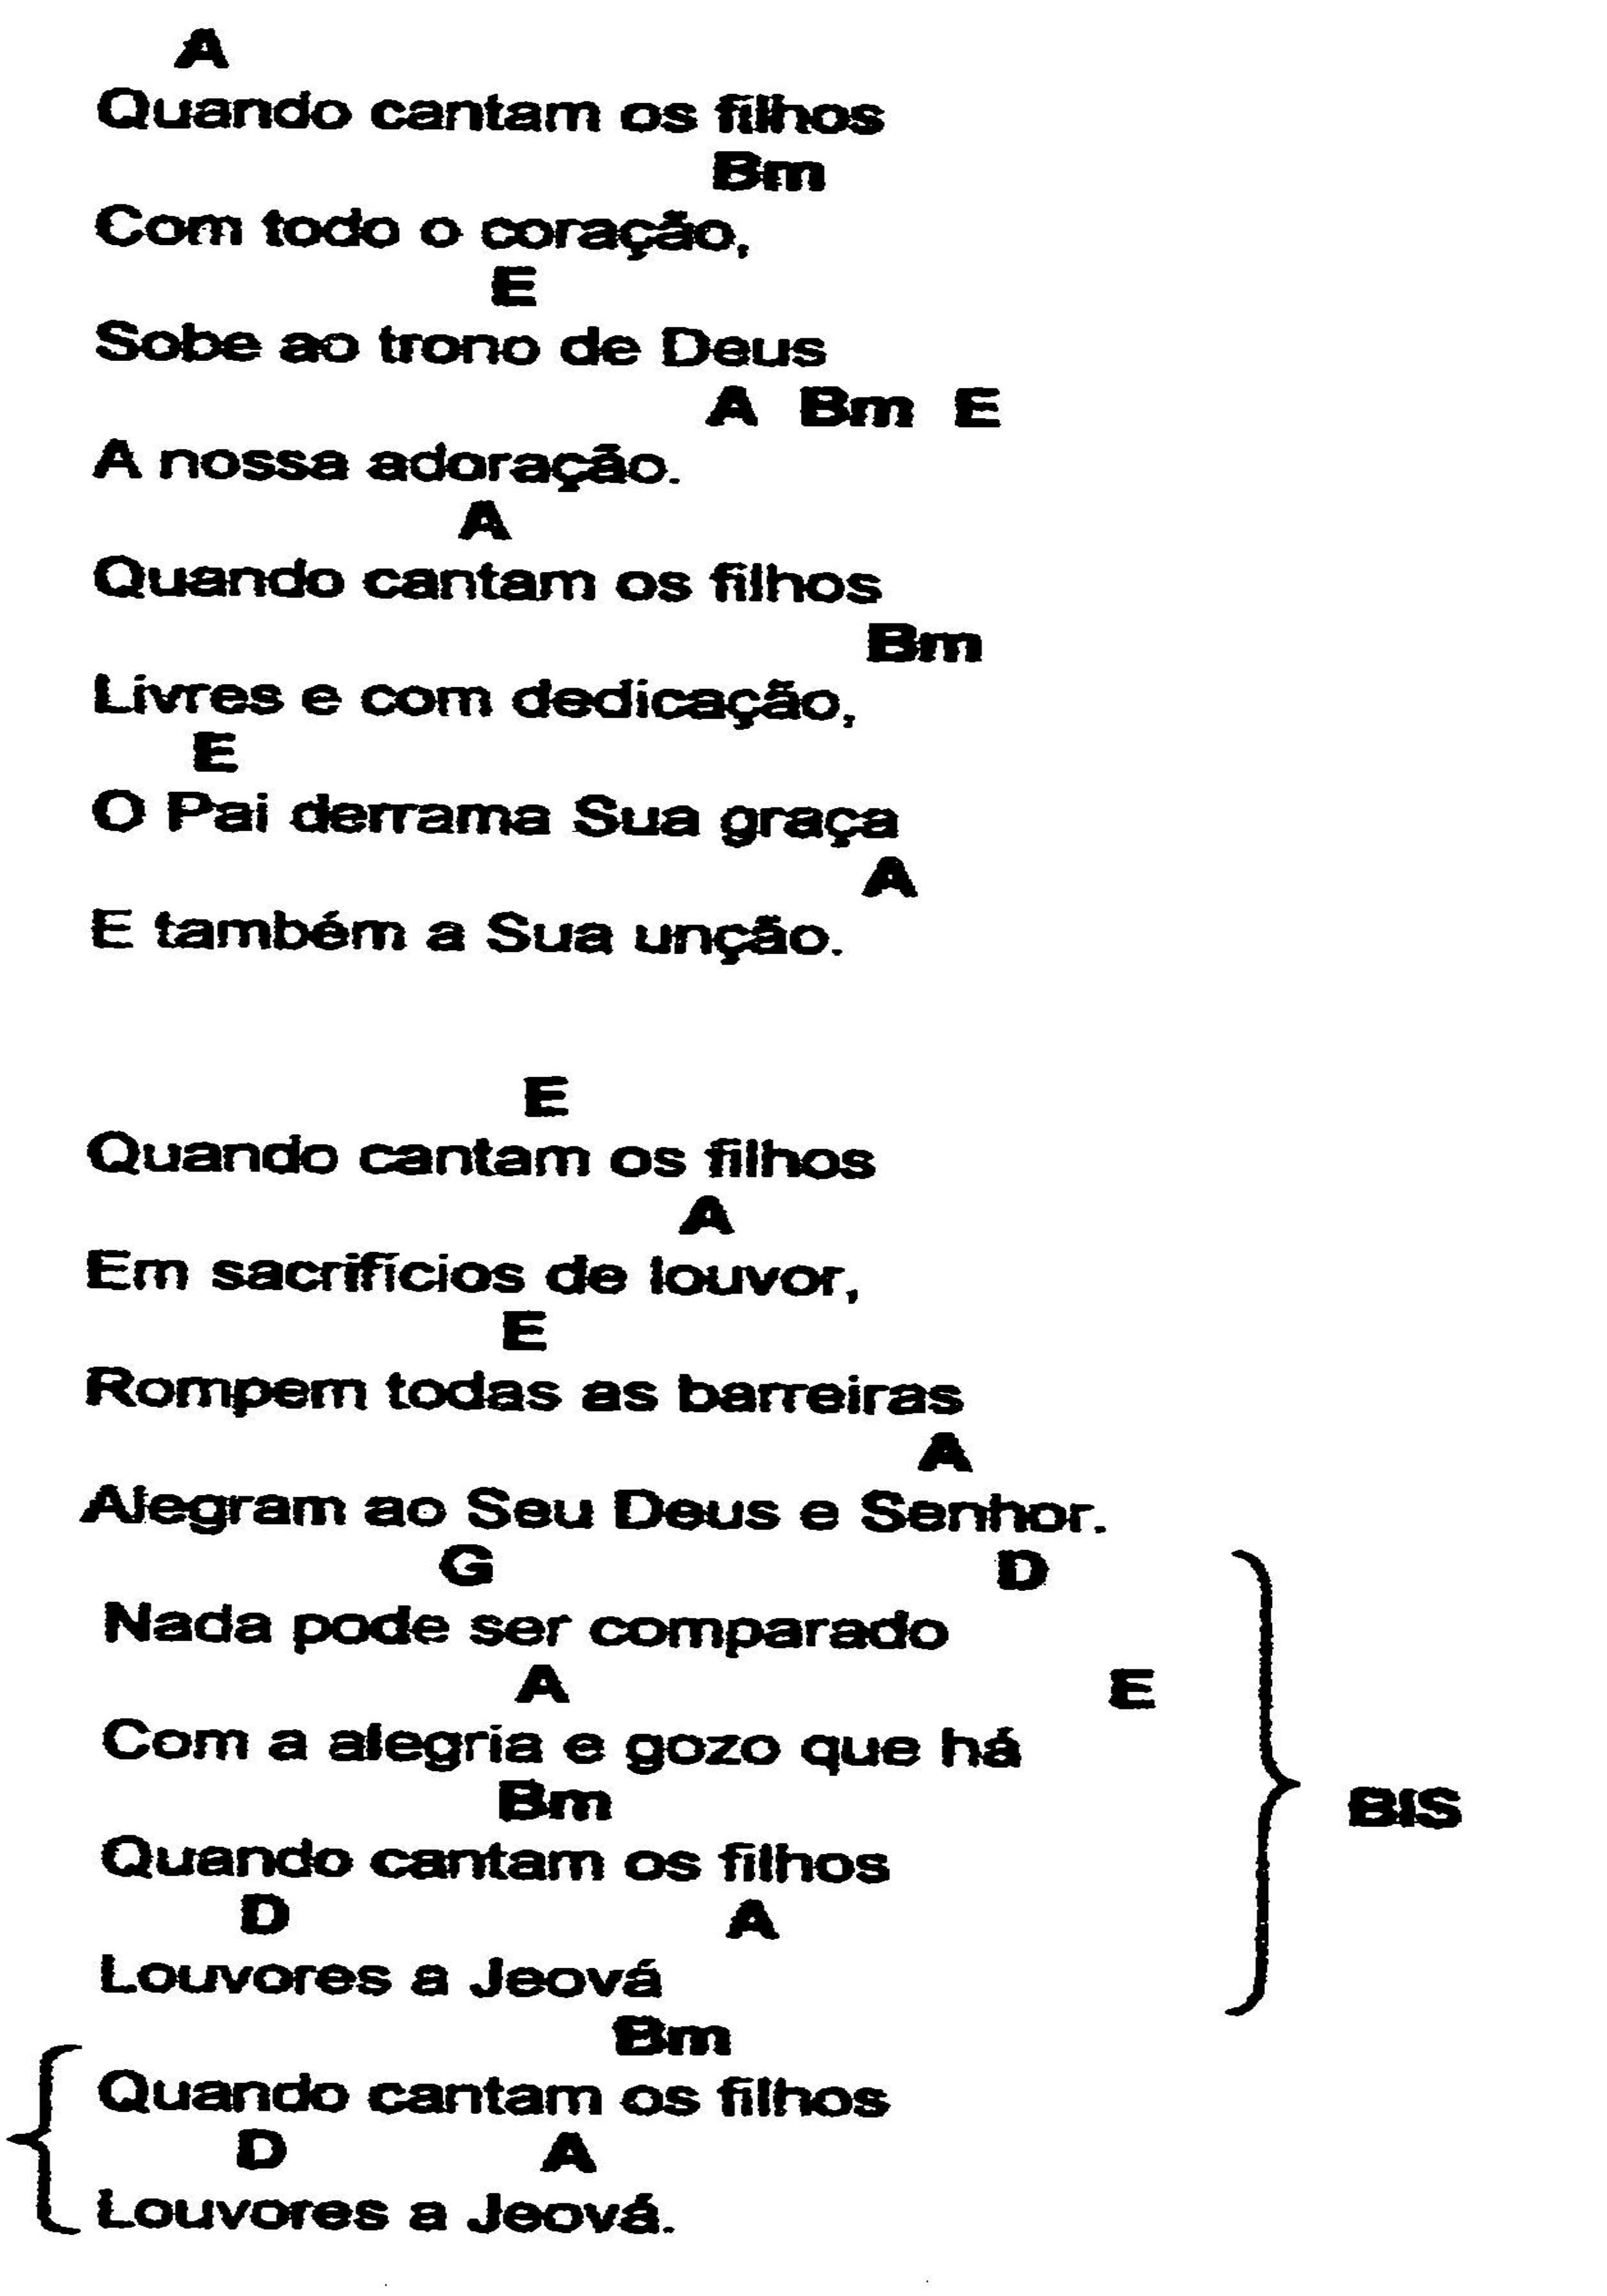 A
Quando cantam os filhos
Bm
Com todo o coração,
E
Sobe ao trono de Deus
A Bm E
A nossa adoração.
A
Quando cantam os filhos
Bm
Livres e com dedicação,
E
O Pai derrama Sua graça
A
E também a Sua unção.
E
Quando cantam os filhos
A
Em sacrifícios de louvor,
E
Rompem todas as barreiras
A
Alegram ao Seu Deus e Senhor.
G D
Nada pode ser comparado
A E
Com a alegria e gozo que há
Bm
BIS
Quando cantam os filhos
D A
Louvores a Jeová
Bm
Quando cantam os filhos
D A
Louvores a Jeová.